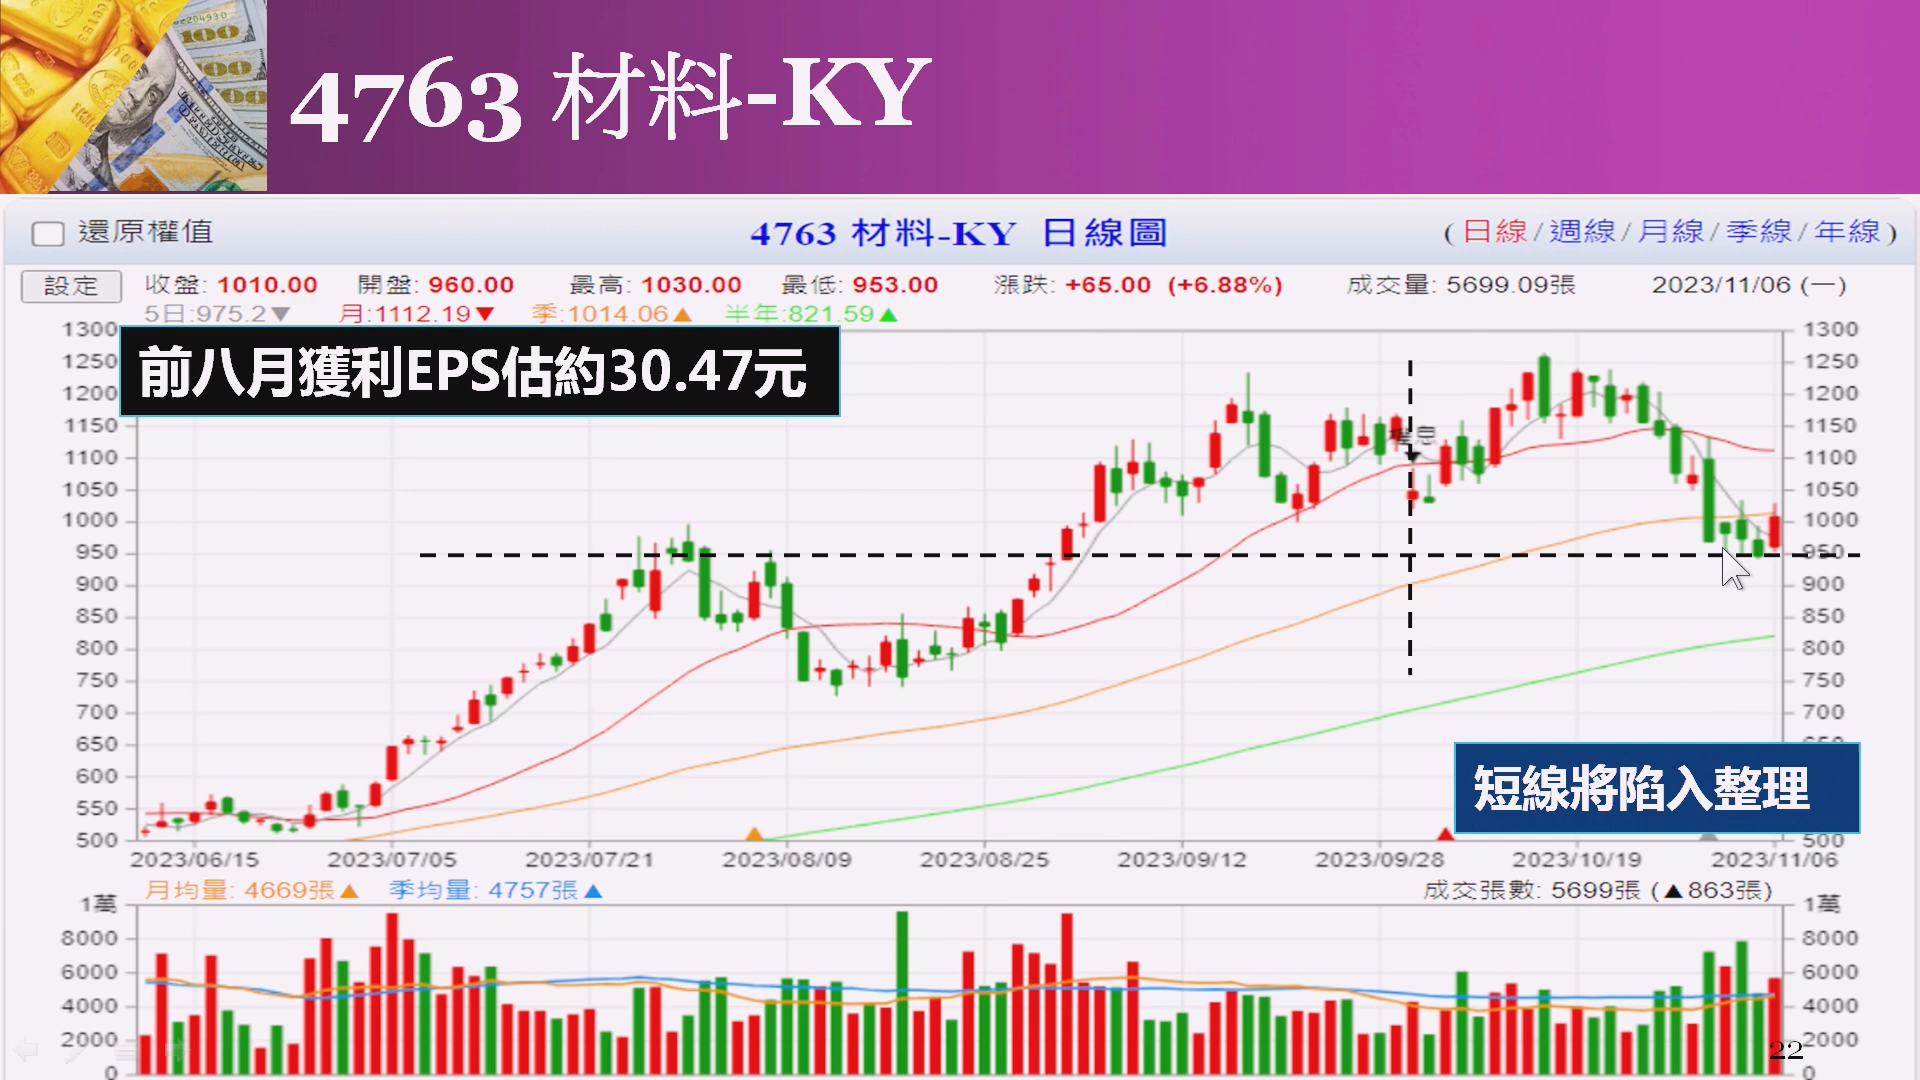 4763 材料-KY
還原權值
4763 材料-KY 日線圖
(日線/週線/月線/季線/年線)
設定
收盤: 1010.00 開盤: 960.00 最高: 1030.00 最低: 953.00 漲跌: +65.00 (+6.88%) 成交量: 5699.09張 2023/11/06 (一)
5日:975.2▼ 月:1112.19▼ 季:1014.06▲ 半年:821.59▲
前八月獲利EPS估約30.47元
1300 1300
1250 1250
1200 1200
1150 1150
1100 1100
1050 1050
1000 1000
950 950
900 900
850 850
800 800
750 750
700 700
650
600
550
500 500
短線將陷入整理
2023/06/15 2023/07/05 2023/07/21 2023/08/09 2023/08/25 2023/09/12 2023/09/28 2023/10/19 2023/11/06
月均量: 4669張▲ 季均量: 4757張▲ 成交張數: 5699張 (▲863張)
1萬 1萬
8000 8000
6000 6000
4000 4000
2000 2000
0 0
22